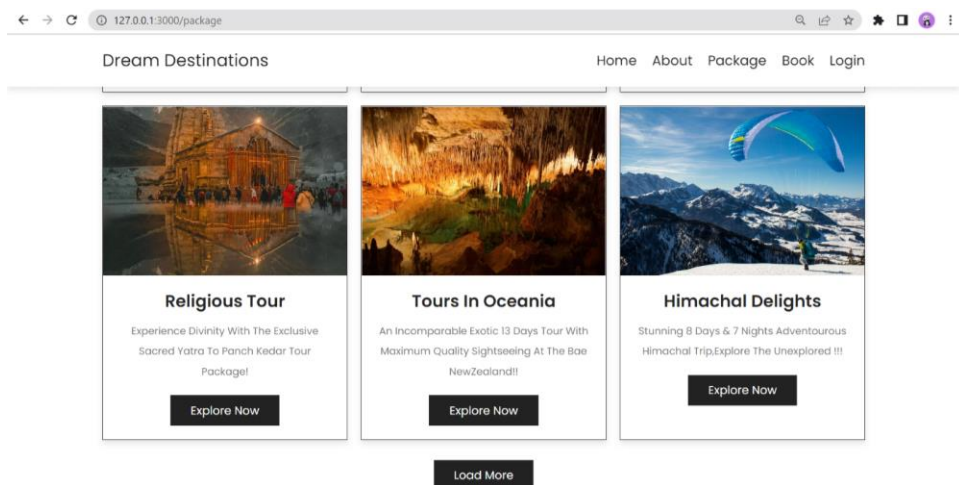 127.0.0.1:3000/package
Dream Destinations
Home About Package Book Login
Religious Tour
Experience Divinity With The Exclusive
Sacred Yatra To Panch Kedar Tour
Package!
Explore Now
Tours In Oceania
An Incomparable Exotic 13 Days Tour With
Maximum Quality Sightseeing At The Bae
NewZealand!!
Explore Now
Himachal Delights
Stunning 8 Days & 7 Nights Adventourous
Himachal Trip,Explore The Unexplored !!!
Explore Now
Load More